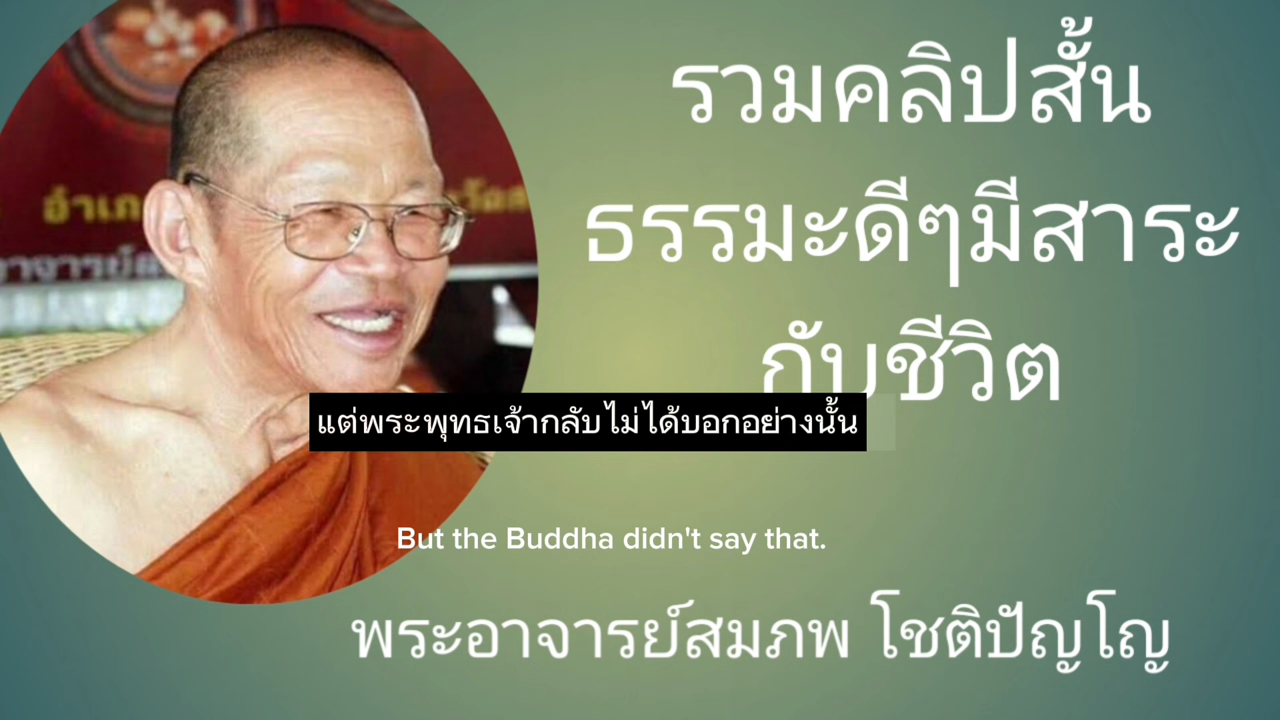 รวมคลิปสั้น
ธรรมะดีๆมีสาระ
กับชีวิต
อำเภ
แต่พระพุทธเจ้ากลับไม่ได้บอกอย่างนั้น
But the Buddha didn't say that.
พระอาจารย์สมภพ โชติปัญโญ